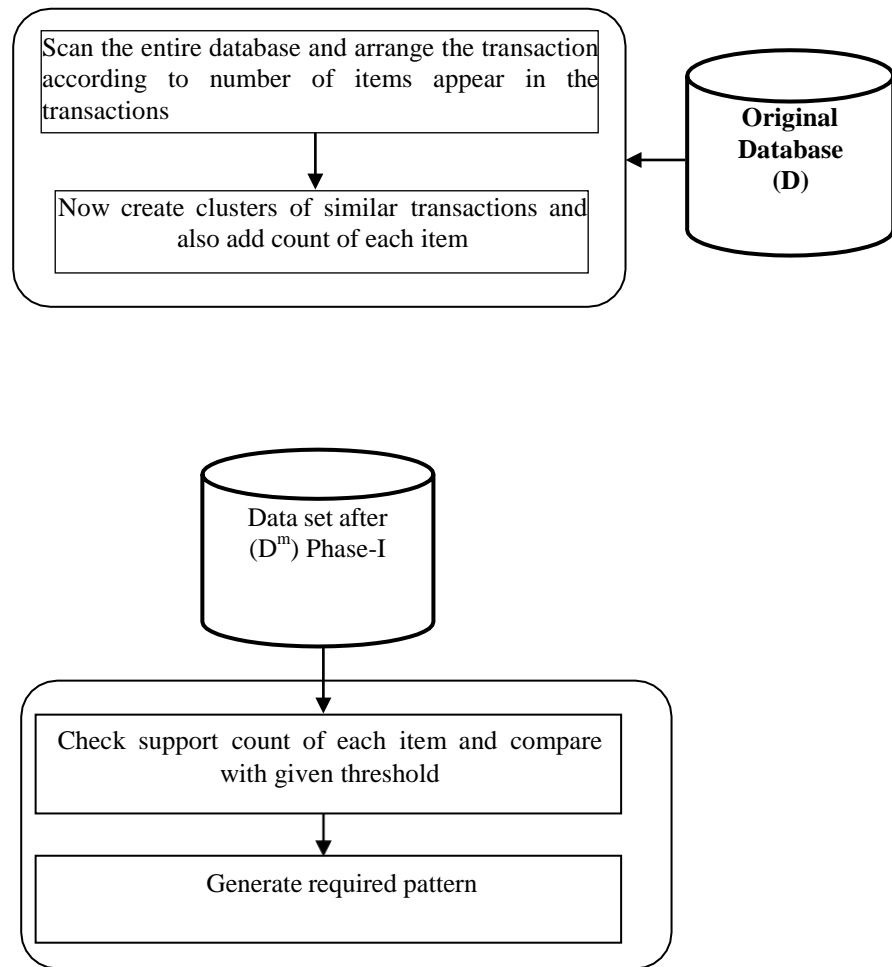 Scan the entire database and arrange the transaction
according to number of items appear in the
transactions
Original
Database
(D)
Now create clusters of similar transactions and
also add count of each item
Data set after
(D^m) Phase-I
Check support count of each item and compare
with given threshold
Generate required pattern